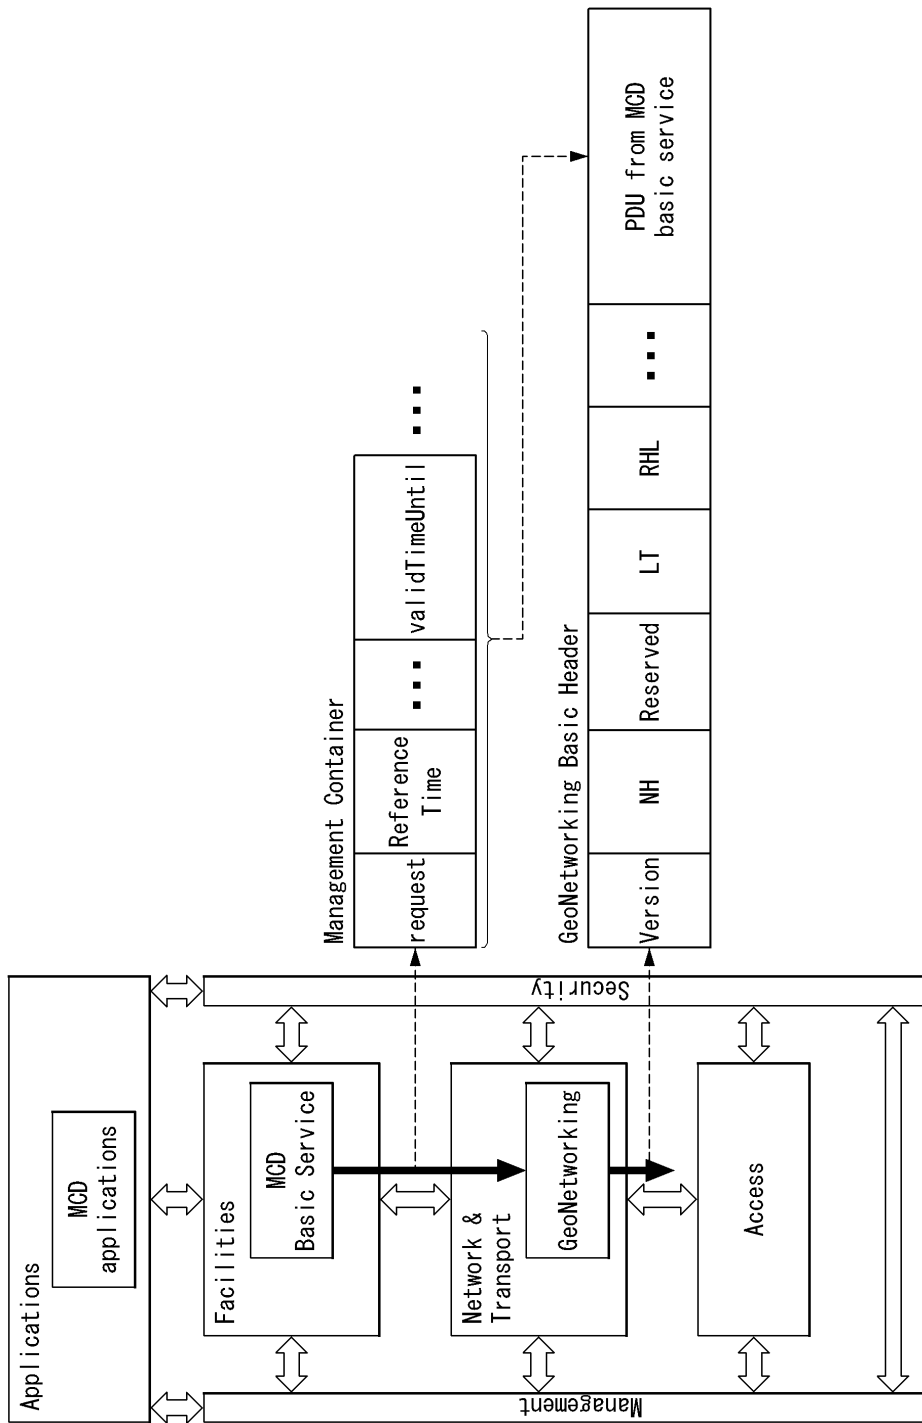 Applications
MCD
applications
Facilities
MCD
Basic Service
Network &
Transport
GeoNetworking
Access
Management
Security
Management Container
request
Reference
Time
...
validTimeUntil
...
GeoNetworking Basic Header
Version
NH
Reserved
LT
RHL
...
PDU from MCD
basic service